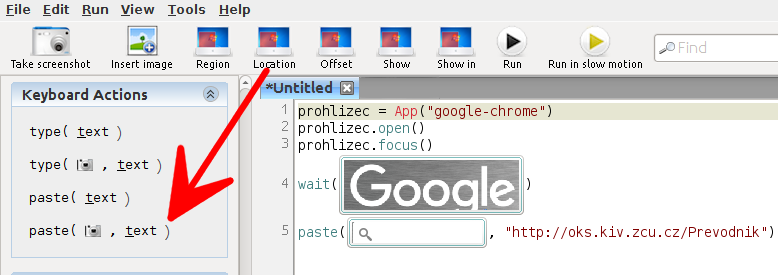 File Edit Run View Tools Help
Take screenshot Insert image Region Location Offset Show Show in Run Run in slow motion Find
Keyboard Actions
type( text )
type( , text )
paste( text )
paste( , text )
*Untitled
1 prohlizec = App("google-chrome")
2 prohlizec.open()
3 prohlizec.focus()
4 wait( Google )
5 paste( , "http://oks.kiv.zcu.cz/Prevodnik")